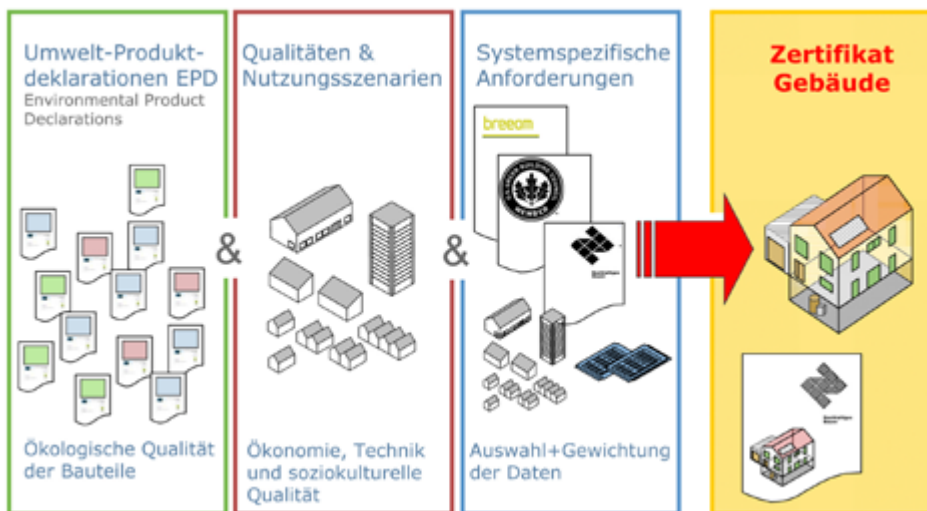 Umwelt-Produkt-
deklarationen EPD
Environmental Product
Declarations
&
Ökologische Qualität
der Bauteile
Qualitäten &
Nutzungsszenarien
&
Ökonomie, Technik
und soziokulturelle
Qualität
Systemspezifische
Anforderungen
breeam
MEMBER
Auswahl+Gewichtung
der Daten
Zertifikat
Gebäude